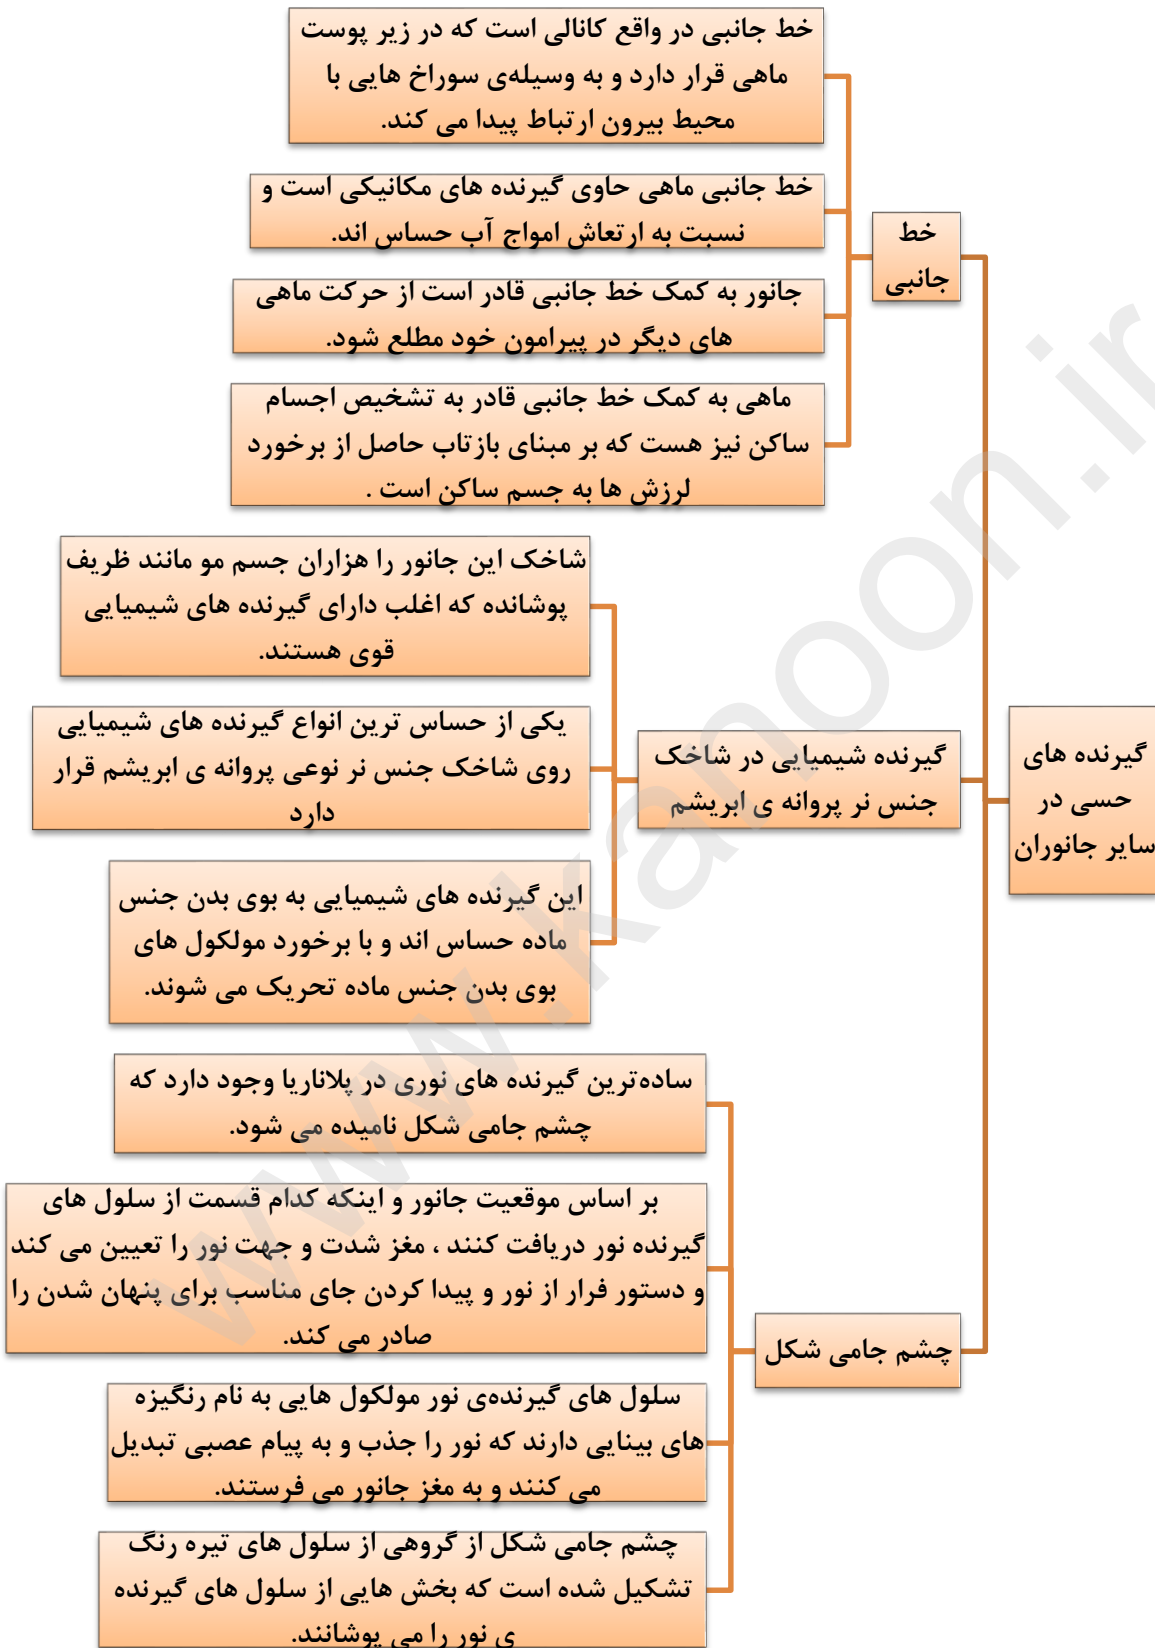 گیرنده های
حسی در
سایر جانوران
خط
جانبی
خط جانبی در واقع کانالی است که در زیر پوست
ماهی قرار دارد و به وسیله‌ی سوراخ هایی با
محیط بیرون ارتباط پیدا می کند.
خط جانبی ماهی حاوی گیرنده های مکانیکی است و
نسبت به ارتعاش امواج آب حساس اند.
جانور به کمک خط جانبی قادر است از حرکت ماهی
های دیگر در پیرامون خود مطلع شود.
ماهی به کمک خط جانبی قادر به تشخیص اجسام
ساکن نیز هست که بر مبنای بازتاب حاصل از برخورد
لرزش ها به جسم ساکن است .
گیرنده شیمیایی در شاخک
جنس نر پروانه ی ابریشم
شاخک این جانور را هزاران جسم مو مانند ظریف
پوشانده که اغلب دارای گیرنده های شیمیایی
قوی هستند.
یکی از حساس ترین انواع گیرنده های شیمیایی
روی شاخک جنس نر نوعی پروانه ی ابریشم قرار
دارد
این گیرنده های شیمیایی به بوی بدن جنس
ماده حساس اند و با برخورد مولکول های
بوی بدن جنس ماده تحریک می شوند.
چشم جامی شکل
ساده‌ترین گیرنده های نوری در پلاناریا وجود دارد که
چشم جامی شکل نامیده می شود.
بر اساس موقعیت جانور و اینکه کدام قسمت از سلول های
گیرنده نور دریافت کنند ، مغز شدت و جهت نور را تعیین می کند
و دستور فرار از نور و پیدا کردن جای مناسب برای پنهان شدن را
صادر می کند.
سلول های گیرنده‌ی نور مولکول هایی به نام رنگیزه
های بینایی دارند که نور را جذب و به پیام عصبی تبدیل
می کنند و به مغز جانور می فرستند.
چشم جامی شکل از گروهی از سلول های تیره رنگ
تشکیل شده است که بخش هایی از سلول های گیرنده
ی نور را می پوشانند.
www.kanoon.ir